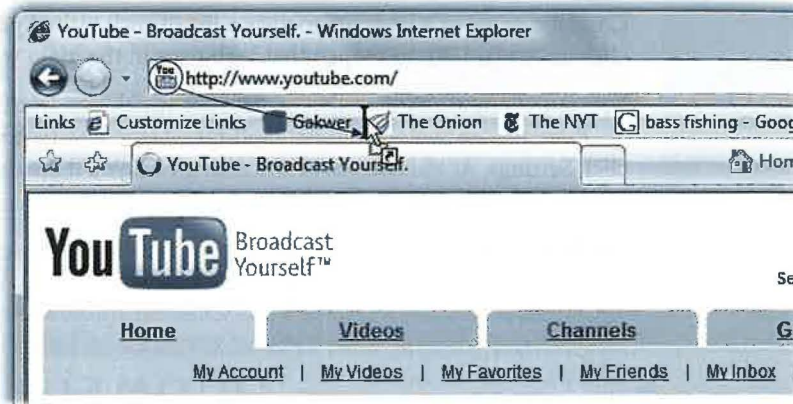 YouTube - Broadcast Yourself. - Windows Internet Explorer
You http://www.youtube.com/
Links Customize Links Gawker The Onion The NYT G bass fishing - Goog
YouTube - Broadcast Yourself. Hom
YouTube Broadcast
Yourself™
Se
Home Videos Channels G
My Account | My Videos | My Favorites | My Friends | My Inbox